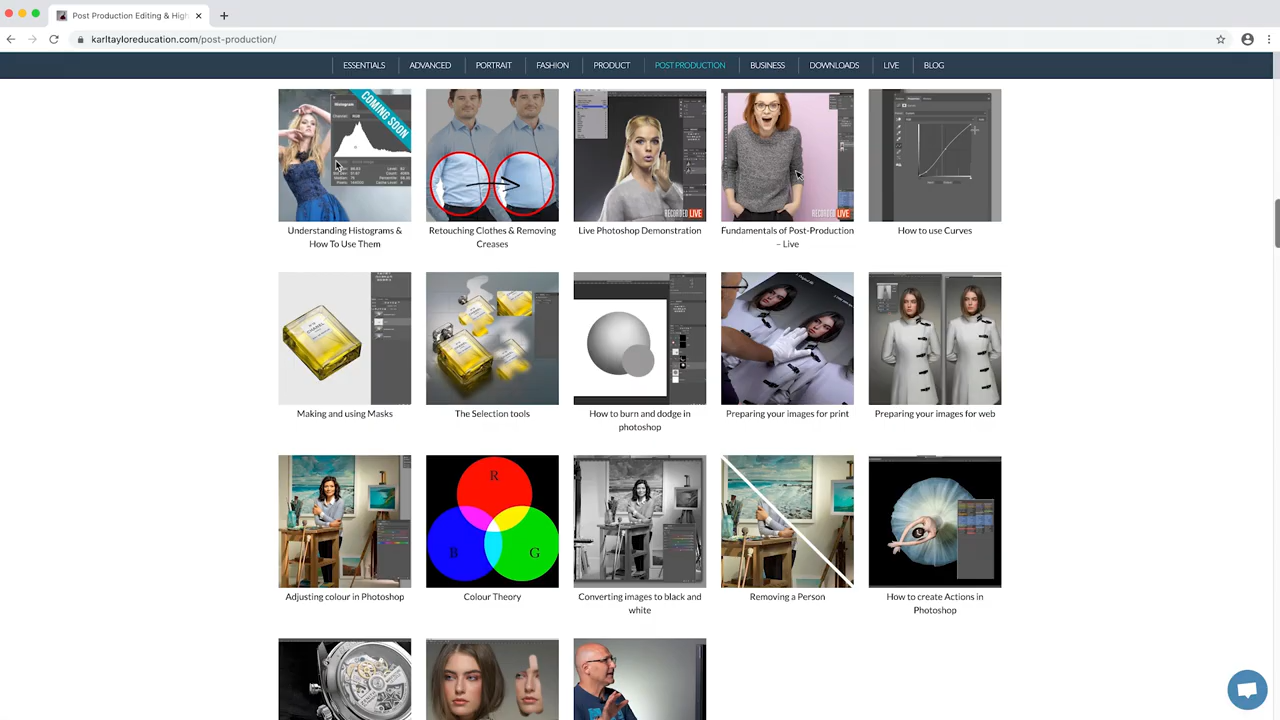 Post Production Editing & High
karltayloreducation.com/post-production/
ESSENTIALS
ADVANCED
PORTRAIT
FASHION
PRODUCT
POST PRODUCTION
BUSINESS
DOWNLOADS
LIVE
BLOG
COMING SOON
Histogram
RECORDED LIVE
RECORDED LIVE
Understanding Histograms &
How To Use Them
Retouching Clothes & Removing
Creases
Live Photoshop Demonstration
Fundamentals of Post-Production
– Live
How to use Curves
CHANEL
Making and using Masks
The Selection tools
How to burn and dodge in
photoshop
Preparing your images for print
Preparing your images for web
R
B
G
Adjusting colour in Photoshop
Colour Theory
Converting images to black and
white
Removing a Person
How to create Actions in
Photoshop